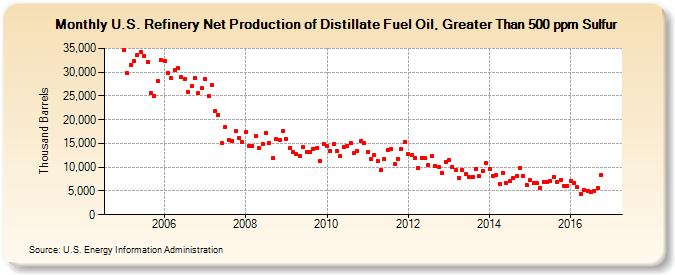 Monthly U.S. Refinery Net Production of Distillate Fuel Oil, Greater Than 500 ppm Sulfur
Thousand Barrels
35,000
30,000
25,000
20,000
15,000
10,000
5,000
0
2006 2008 2010 2012 2014 2016
Source: U.S. Energy Information Administration